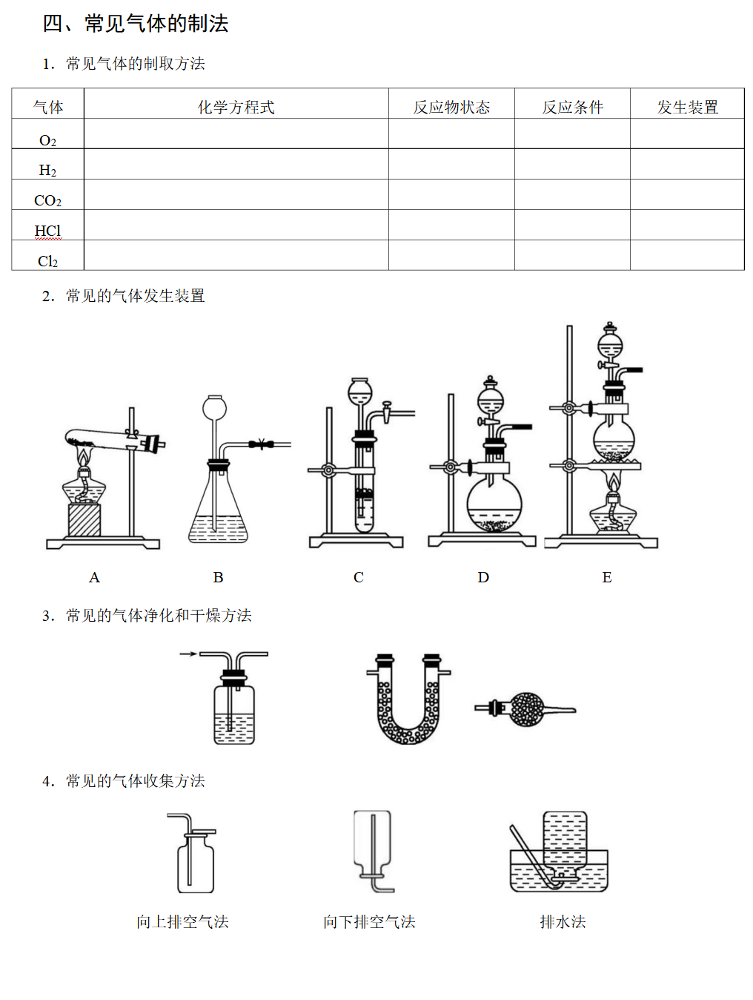 四、常见气体的制法
1．常见气体的制取方法
气体 化学方程式 反应物状态 反应条件 发生装置
O2
H2
CO2
HCl
Cl2
2．常见的气体发生装置
A B C D E
3．常见的气体净化和干燥方法
4．常见的气体收集方法
向上排空气法 向下排空气法 排水法